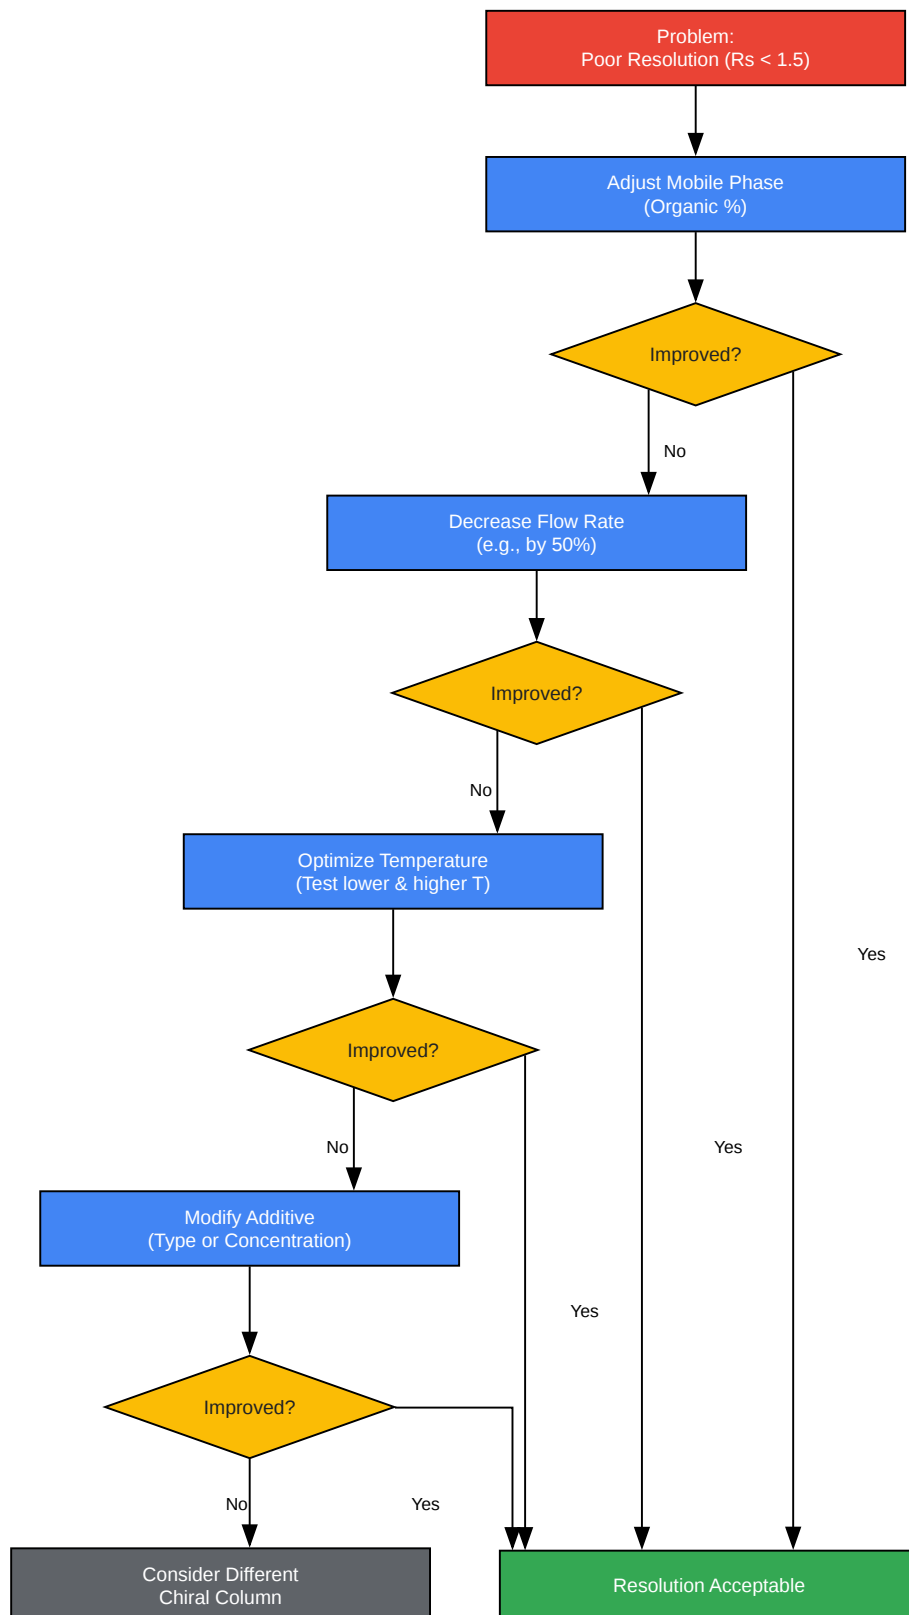 Problem:
Poor Resolution (Rs < 1.5)
Adjust Mobile Phase
(Organic %)
Improved?
No
Decrease Flow Rate
(e.g., by 50%)
Improved?
No
Optimize Temperature
(Test lower & higher T)
Yes
Improved?
No
Yes
Modify Additive
(Type or Concentration)
Yes
Improved?
No
Yes
Consider Different
Chiral Column
Resolution Acceptable